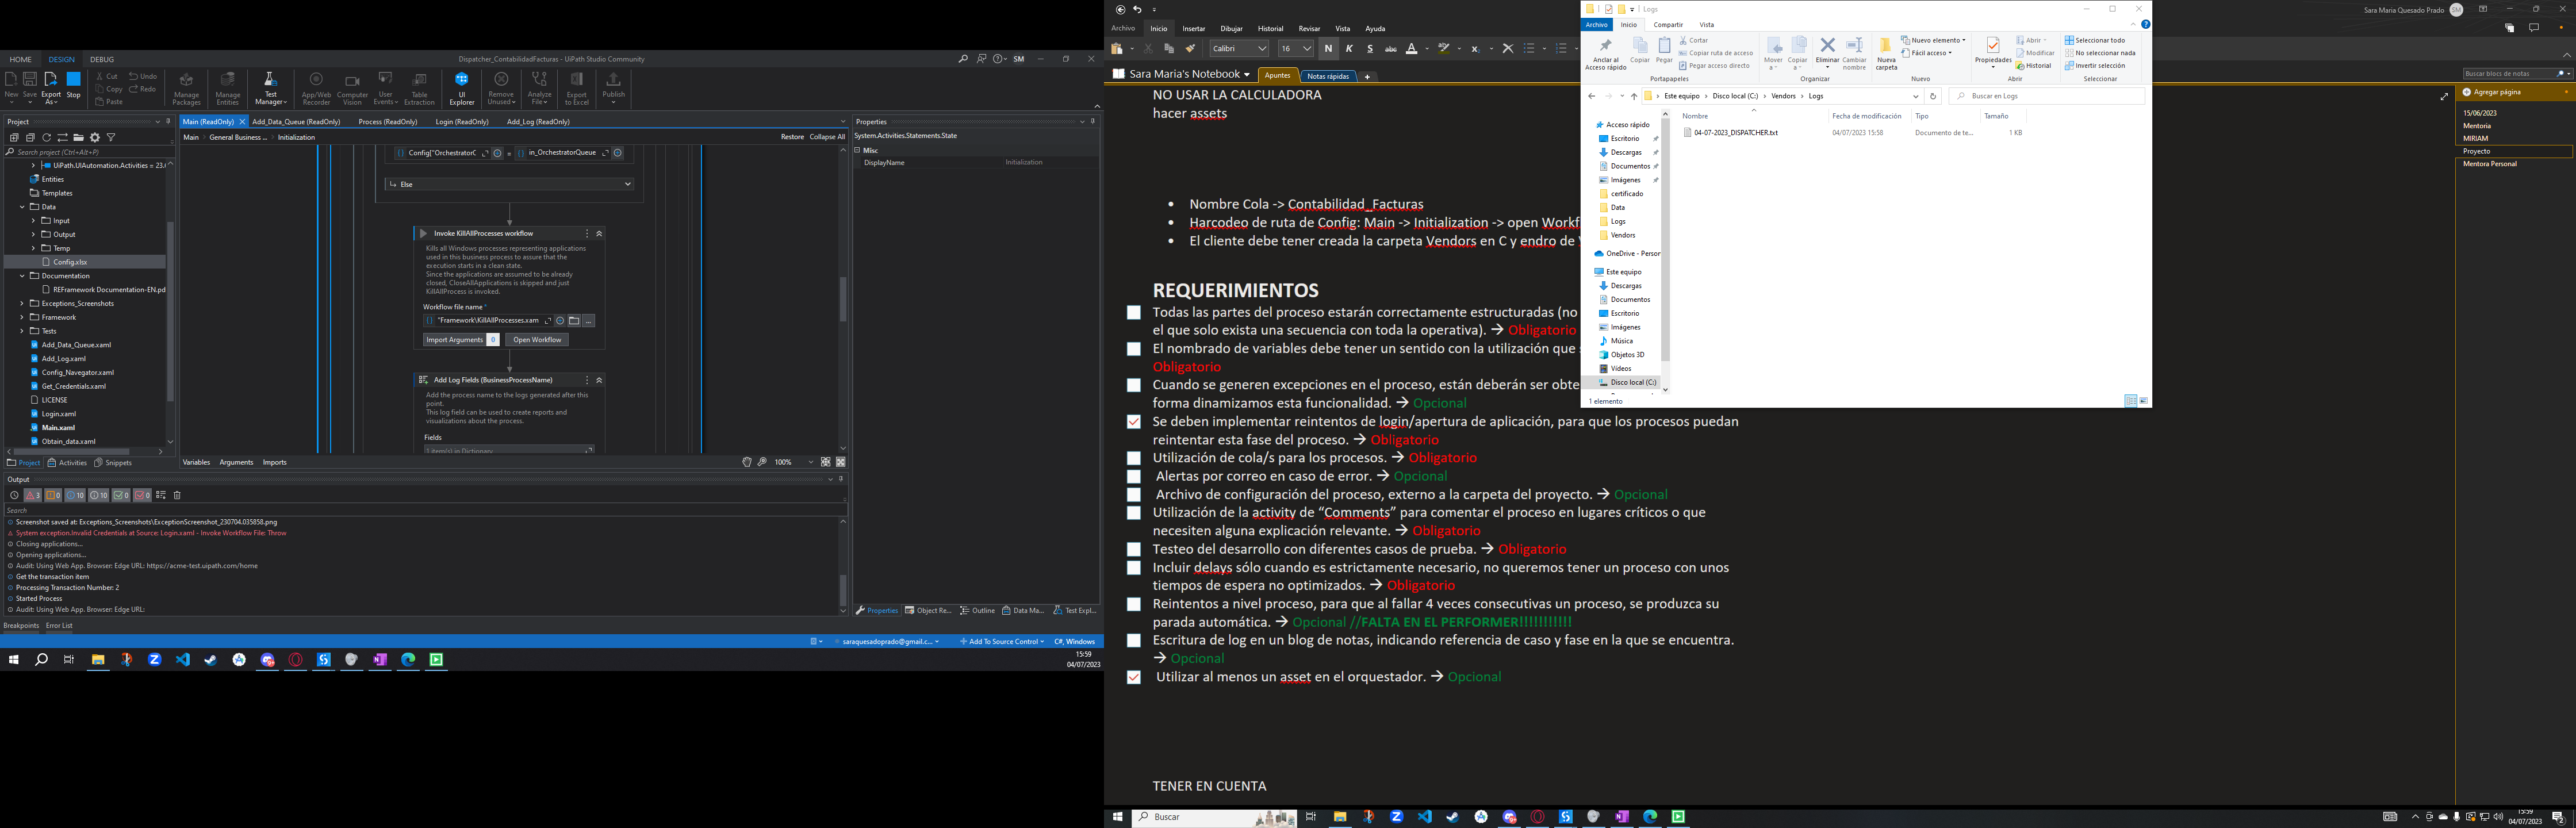 HOME DESIGN DEBUG
Dispatcher_ContabilidadFacturas - UiPath Studio Community
SM
New Save Export As Stop
Cut Undo
Copy Redo
Paste
Manage Packages
Manage Entities
Test Manager
App/Web Recorder
Computer Vision
User Events
Table Extraction
UI Explorer
Remove Unused
Analyze File
Export to Excel
Publish
Project
Search project (Ctrl+Alt+P)
UiPath.UIAutomation.Activities = 23.
Entities
Templates
Data
Input
Output
Temp
Config.xlsx
Documentation
REFramework Documentation-EN.pd
Exceptions_Screenshots
Framework
Tests
Add_Data_Queue.xaml
Add_Log.xaml
Config_Navegator.xaml
Get_Credentials.xaml
LICENSE
Login.xaml
Main.xaml
Obtain_data.xaml
Project Activities Snippets
Main (ReadOnly) Add_Data_Queue (ReadOnly) Process (ReadOnly) Login (ReadOnly) Add_Log (ReadOnly)
Main > General Business ... > Initialization
Restore Collapse All
Config["OrchestratorC = in_OrchestratorQueue
Else
Invoke KillAllProcesses workflow
Kills all Windows processes representing applications
used in this business process to assure that the
execution starts in a clean state.
Since the applications are assumed to be already
closed, CloseAllApplications is skipped and just
KillAllProcess is invoked.
Workflow file name *
"Framework\KillAllProcesses.xam
Import Arguments 0 Open Workflow
Add Log Fields (BusinessProcessName)
Add the process name to the logs generated after this
point.
This log field can be used to create reports and
visualizations about the process.
Fields
1 item(s) in Dictionary
Variables Arguments Imports
100%
Properties
System.Activities.Statements.State
Misc
DisplayName Initialization
Properties Object Re... Outline Data Ma... Test Expl...
Output
3 0 10 10 0 0
Search
Screenshot saved at: Exceptions_Screenshots\ExceptionScreenshot_230704.035858.png
System exception.Invalid Credentials at Source: Login.xaml - Invoke Workflow File: Throw
Closing applications...
Opening applications...
Audit: Using Web App. Browser: Edge URL: https://acme-test.uipath.com/home
Get the transaction item
Processing Transaction Number: 2
Started Process
Audit: Using Web App. Browser: Edge URL:
Breakpoints Error List
saraquesadoprado@gmail.c... Add To Source Control C#, Windows
15:59
04/07/2023
Sara Maria Quesado Prado SM
Archivo Inicio Insertar Dibujar Historial Revisar Vista Ayuda
Calibri 16 N K S abc A
Sara Maria's Notebook Apuntes Notas rápidas +
Buscar blocs de notas
Agregar página
15/06/2023
Mentoria
MIRIAM
Proyecto
Mentora Personal
NO USAR LA CALCULADORA
hacer assets
Nombre Cola -> Contabilidad_Facturas
Harcodeo de ruta de Config: Main -> Initialization -> open Workf
El cliente debe tener creada la carpeta Vendors en C y endro de
REQUERIMIENTOS
Todas las partes del proceso estarán correctamente estructuradas (no
el que solo exista una secuencia con toda la operativa). → Obligatorio
El nombrado de variables debe tener un sentido con la utilización que
Obligatorio
Cuando se generen excepciones en el proceso, están deberán ser obte
forma dinamizamos esta funcionalidad. → Opcional
Se deben implementar reintentos de login/apertura de aplicación, para que los procesos puedan
reintentar esta fase del proceso. → Obligatorio
Utilización de cola/s para los procesos. → Obligatorio
Alertas por correo en caso de error. → Opcional
Archivo de configuración del proceso, externo a la carpeta del proyecto. → Opcional
Utilización de la activity de “Comments” para comentar el proceso en lugares críticos o que
necesiten alguna explicación relevante. → Obligatorio
Testeo del desarrollo con diferentes casos de prueba. → Obligatorio
Incluir delays sólo cuando es estrictamente necesario, no queremos tener un proceso con unos
tiempos de espera no optimizados. → Obligatorio
Reintentos a nivel proceso, para que al fallar 4 veces consecutivas un proceso, se produzca su
parada automática. → Opcional //FALTA EN EL PERFORMER!!!!!!!!!!!
Escritura de log en un blog de notas, indicando referencia de caso y fase en la que se encuentra.
→ Opcional
Utilizar al menos un asset en el orquestador. → Opcional
TENER EN CUENTA
Logs
Archivo Inicio Compartir Vista
Anclar al Acceso rápido
Copiar
Pegar
Cortar
Copiar ruta de acceso
Pegar acceso directo
Portapapeles
Mover a
Copiar a
Eliminar
Cambiar nombre
Organizar
Nueva carpeta
Nuevo elemento
Fácil acceso
Nuevo
Propiedades
Abrir
Modificar
Historial
Abrir
Seleccionar todo
No seleccionar nada
Invertir selección
Seleccionar
Este equipo > Disco local (C:) > Vendors > Logs
Buscar en Logs
Nombre Fecha de modificación Tipo Tamaño
04-07-2023_DISPATCHER.txt 04/07/2023 15:58 Documento de te... 1 KB
Acceso rápido
Escritorio
Descargas
Documentos
Imágenes
certificado
Data
Logs
Vendors
OneDrive - Person
Este equipo
Descargas
Documentos
Escritorio
Imágenes
Música
Objetos 3D
Vídeos
Disco local (C:)
1 elemento
Buscar
15:59
04/07/2023
2